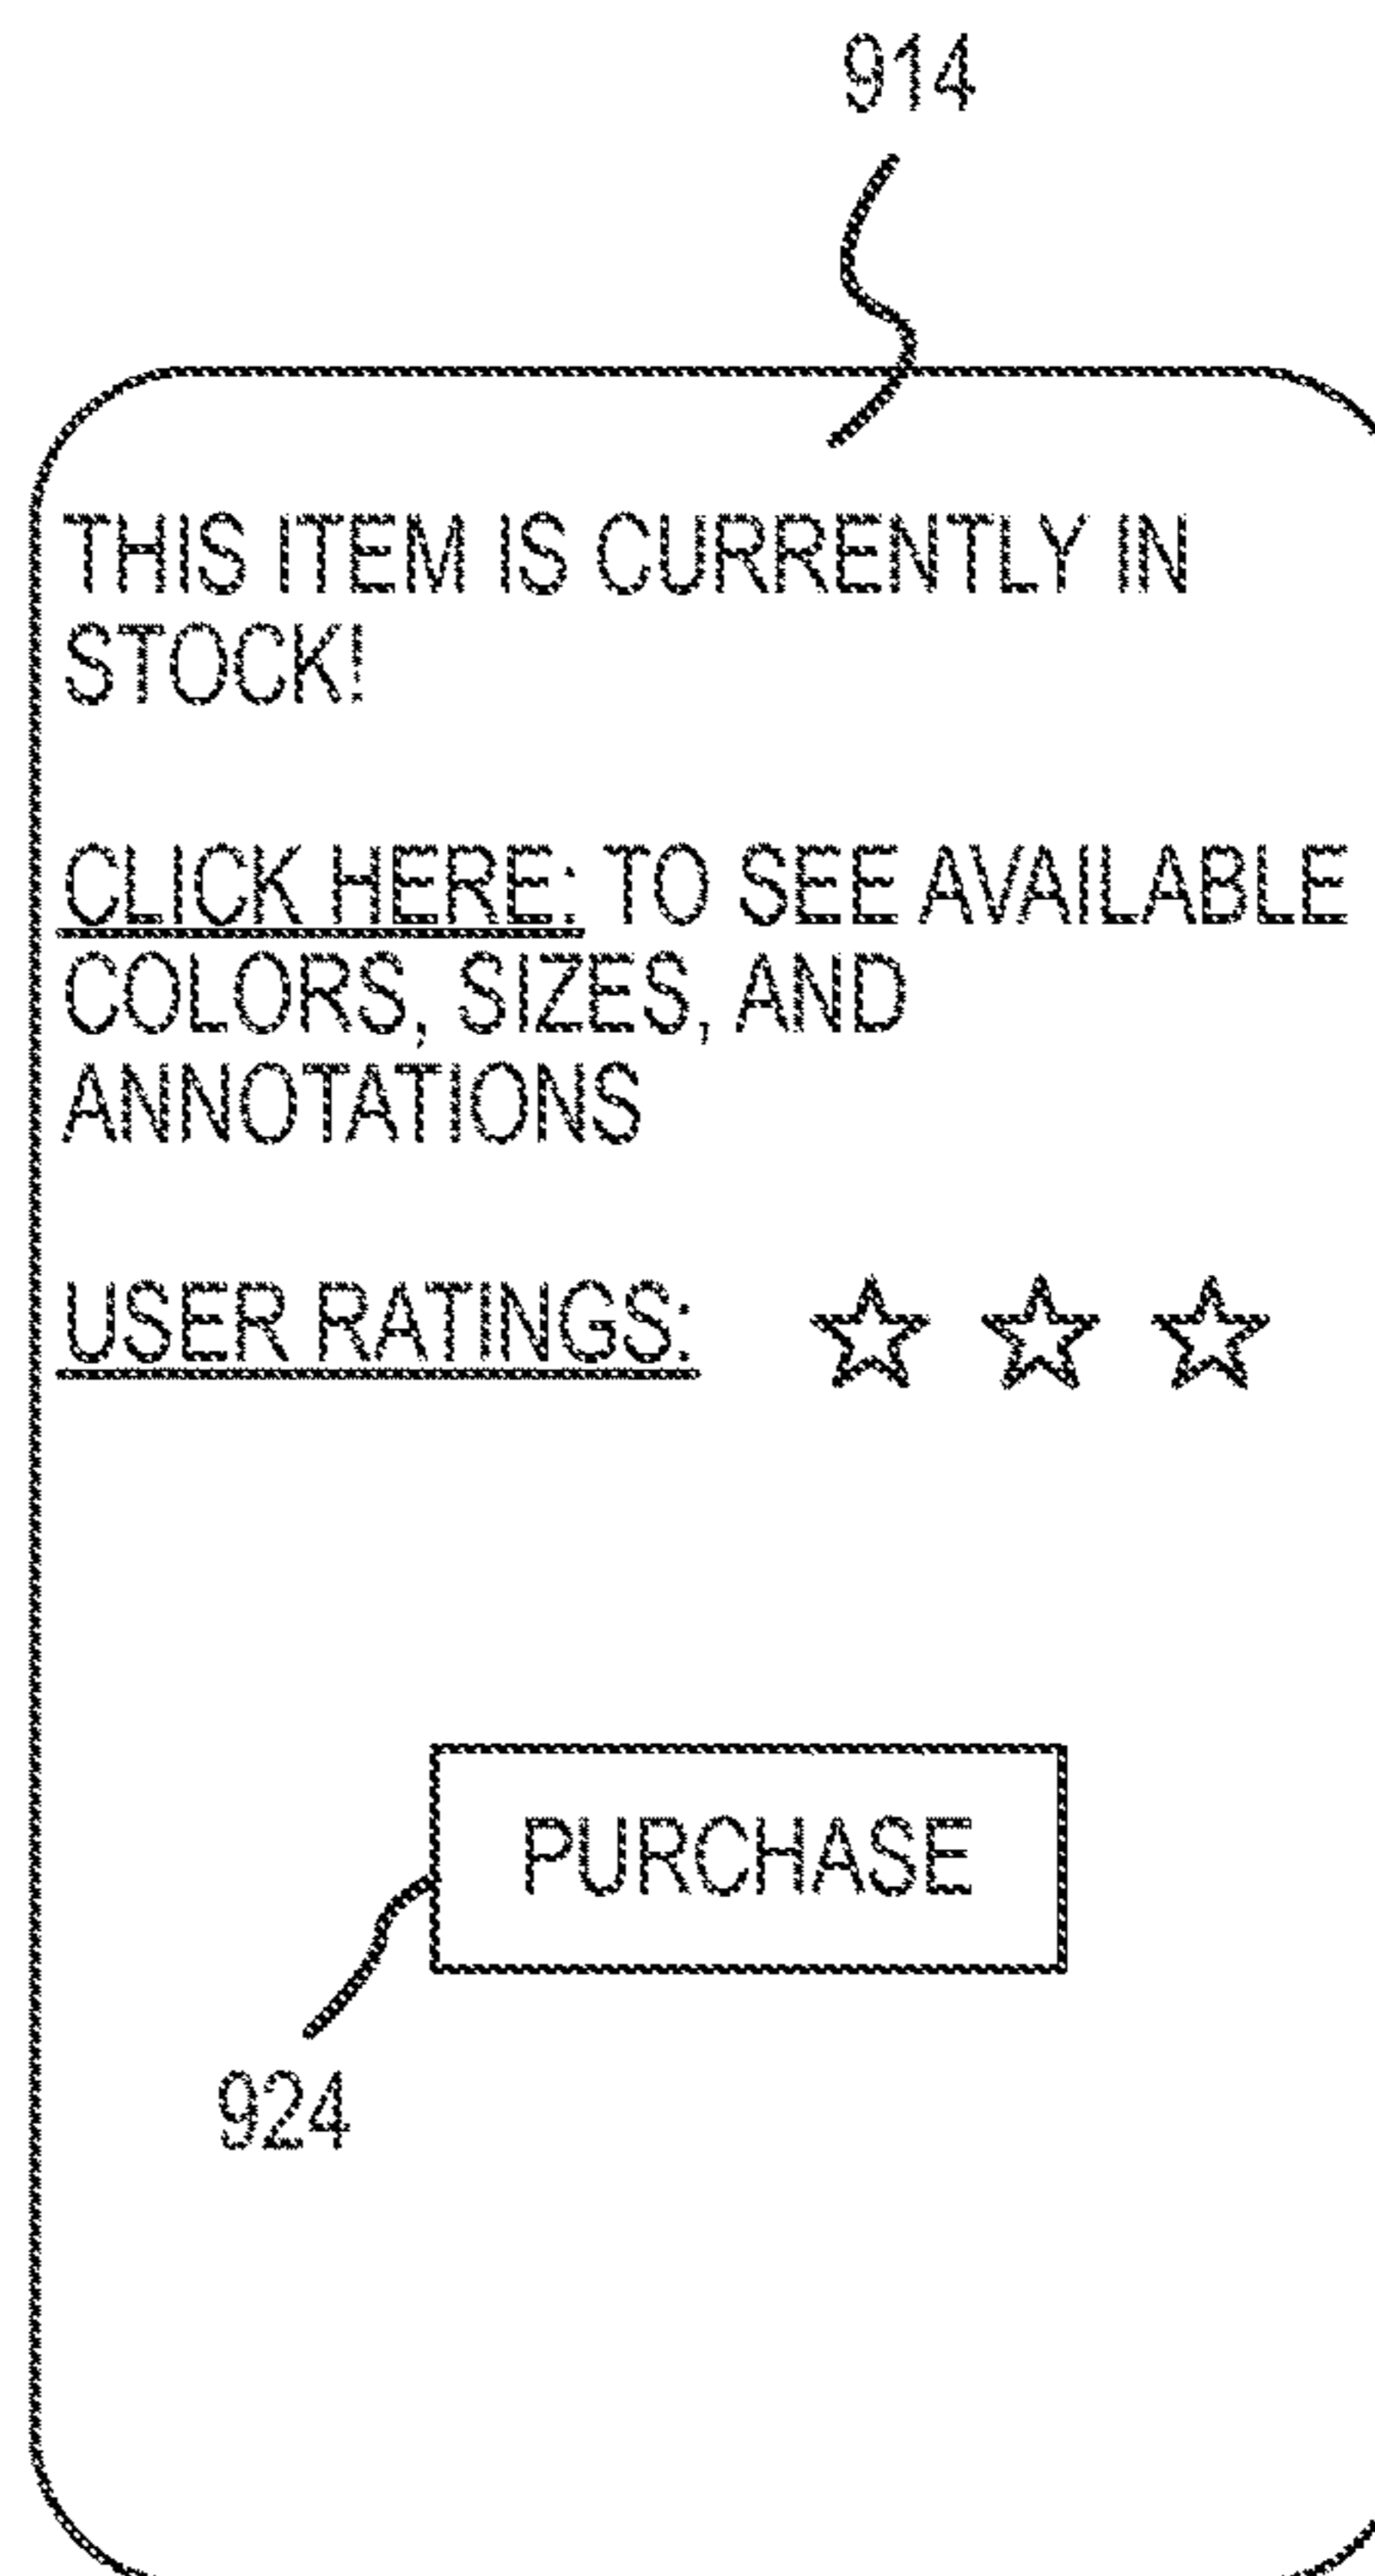 914
THIS ITEM IS CURRENTLY IN
STOCK!
CLICK HERE: TO SEE AVAILABLE
COLORS, SIZES, AND
ANNOTATIONS
USER RATINGS:
PURCHASE
924